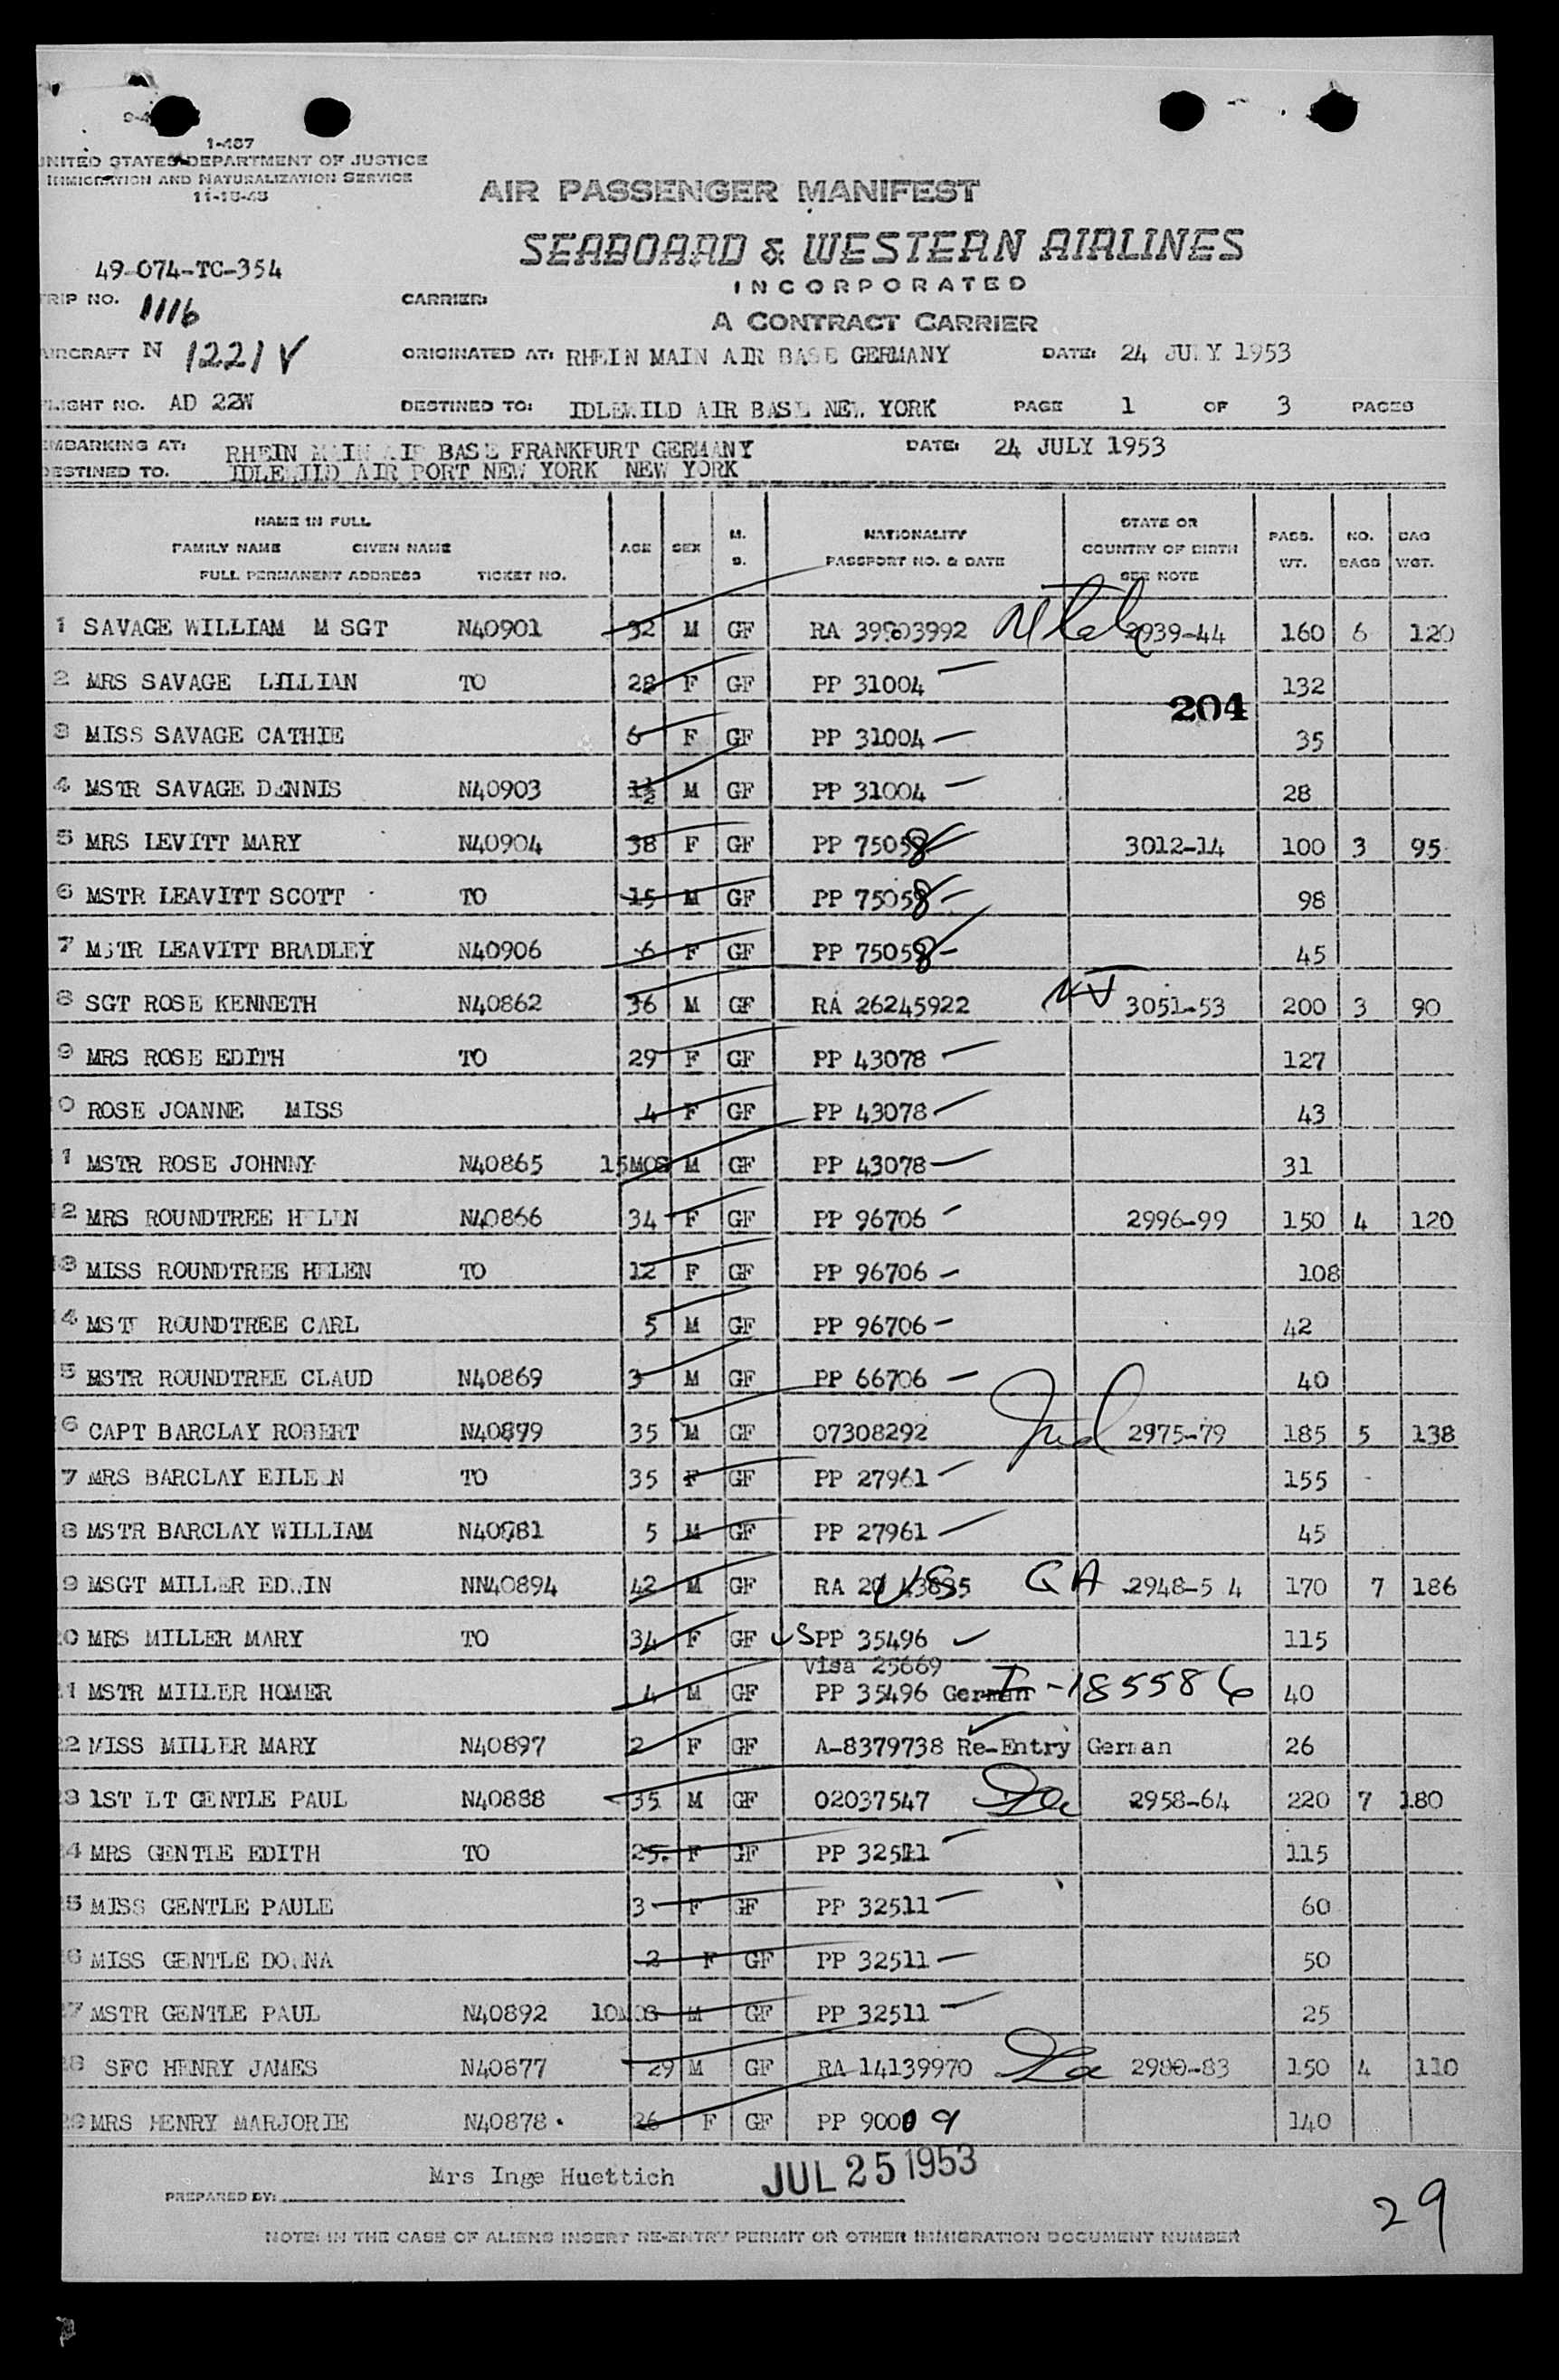 1-487
UNITED STATES DEPARTMENT OF JUSTICE
IMMIGRATION AND NATURALIZATION SERVICE
11-18-48
AIR PASSENGER MANIFEST
SEABOARD & WESTERN AIRLINES
INCORPORATED
A CONTRACT CARRIER
49-074-TC-354
TRIP NO. 1116 CARRIER:
AIRCRAFT N 1221V ORIGINATED AT: RHEIN MAIN AIR BASE GERMANY DATE: 24 JULY 1953
FLIGHT NO. AD 22W DESTINED TO: IDLEWILD AIR BASE NEW YORK PAGE 1 OF 3 PAGES
EMBARKING AT: RHEIN MAIN AIR BASE FRANKFURT GERMANY DATE: 24 JULY 1953
DESTINED TO. IDLEWILD AIR PORT NEW YORK NEW YORK
NAME IN FULL
FAMILY NAME GIVEN NAME
FULL PERMANENT ADDRESS TICKET NO.
AGE SEX M. S. NATIONALITY PASSPORT NO. & DATE STATE OR COUNTRY OF BIRTH SEE NOTE PASS. WT. NO. BAGS BAG WGT.
1 SAVAGE WILLIAM M SGT N40901 32 M GF RA 39903992 2939-44 160 6 120
2 MRS SAVAGE LILLIAN TO 28 F GF PP 31004 132
204
3 MISS SAVAGE CATHIE 6 F GF PP 31004 35
4 MSTR SAVAGE DENNIS N40903 1½ M GF PP 31004 28
5 MRS LEVITT MARY N40904 38 F GF PP 75058 3012-14 100 3 95
6 MSTR LEAVITT SCOTT TO 15 M GF PP 75058 98
7 MSTR LEAVITT BRADLEY N40906 6 F GF PP 75058 45
8 SGT ROSE KENNETH N40862 36 M GF RA 26245922 NJ 3051-53 200 3 90
9 MRS ROSE EDITH TO 29 F GF PP 43078 127
0 ROSE JOANNE MISS 4 F GF PP 43078 43
1 MSTR ROSE JOHNNY N40865 15MOS M GF PP 43078 31
2 MRS ROUNDTREE HELEN N40866 34 F GF PP 96706 2996-99 150 4 120
3 MISS ROUNDTREE HELEN TO 12 F GF PP 96706 108
4 MSTR ROUNDTREE CARL 5 M GF PP 96706 42
5 MSTR ROUNDTREE CLAUD N40869 3 M GF PP 66706 40
6 CAPT BARCLAY ROBERT N40879 35 M GF 07308292 Ind 2975-79 185 5 138
7 MRS BARCLAY EILEEN TO 35 F GF PP 27961 155
8 MSTR BARCLAY WILLIAM N40881 5 M GF PP 27961 45
9 MSGT MILLER EDWIN NN40894 42 M GF RA US GA 2948-5 4 170 7 186
20 MRS MILLER MARY TO 34 F GF US PP 35496 115
Visa 25669
21 MSTR MILLER HOMER 4 M GF PP 35496 German I-185586 40
22 MISS MILLER MARY N40897 2 F GF A-8379738 Re-Entry German 26
23 1ST LT GENTLE PAUL N40888 35 M GF 02037547 2958-64 220 7 180
24 MRS GENTLE EDITH TO 25. F GF PP 32511 115
25 MISS GENTLE PAULE 3 F GF PP 32511 60
26 MISS GENTLE DONNA 2 F GF PP 32511 50
27 MSTR GENTLE PAUL N40892 10MOS M GF PP 32511 25
28 SFC HENRY JAMES N40877 29 M GF RA 14139970 2980-83 150 4 110
29 MRS HENRY MARJORIE N40878. 26 F GF PP 9000 9 140
Mrs Inge Huettich JUL 25 1953
PREPARED BY:
29
NOTE: IN THE CASE OF ALIENS INSERT RE-ENTRY PERMIT OR OTHER IMMIGRATION DOCUMENT NUMBER